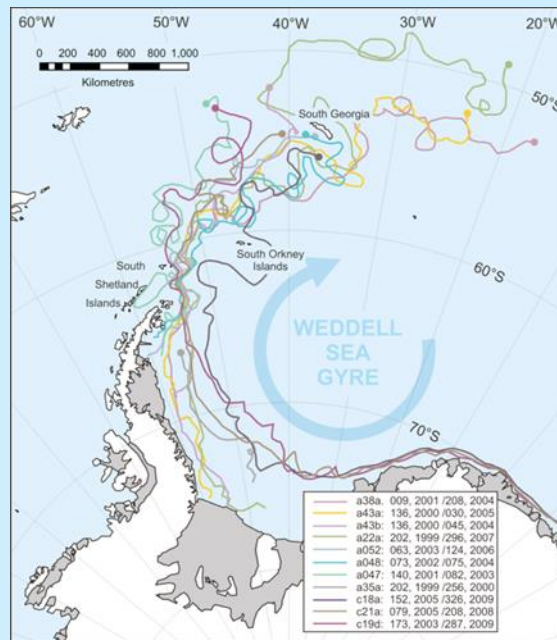 60°W 50°W 40°W 30°W 20°W
0 200 400 600 800 1,000
Kilometres
50°S
South Georgia
South
Shetland
Islands
South Orkney
Islands
60°S
WEDDELL
SEA
GYRE
70°S
a38a: 009, 2001 /208, 2004
a43a: 136, 2000 /030, 2005
a43b: 136, 2000 /045, 2004
a22a: 202, 1999 /296, 2007
a052: 063, 2003 /124, 2006
a048: 073, 2002 /075, 2004
a047: 140, 2001 /082, 2003
a35a: 202, 1999 /256, 2000
c18a: 152, 2005 /326, 2009
c21a: 079, 2005 /208, 2008
c19d: 173, 2003 /287, 2009